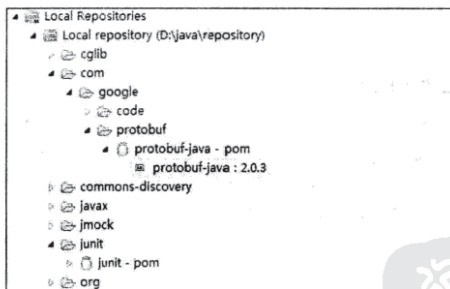 Local Repositories
Local repository (D:\java\repository)
cglib
com
google
code
protobuf
protobuf-java - pom
protobuf-java : 2.0.3
commons-discovery
javax
jmock
junit
junit - pom
org